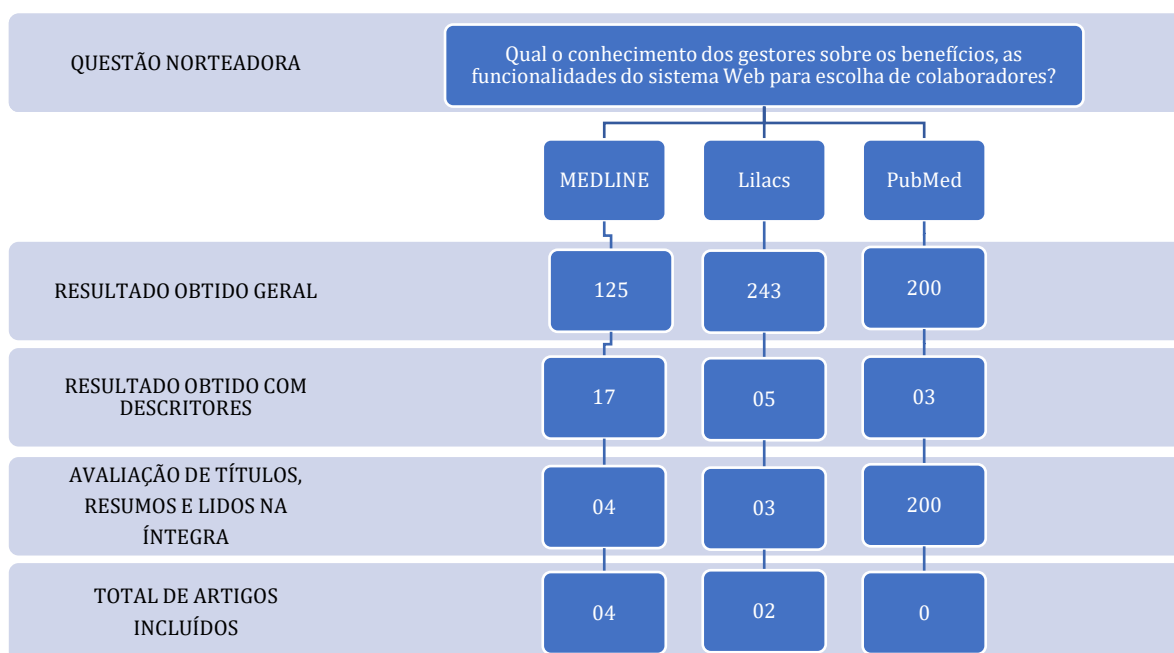 QUESTÃO NORTEADORA
Qual o conhecimento dos gestores sobre os benefícios, as
funcionalidades do sistema Web para escolha de colaboradores?
MEDLINE
Lilacs
PubMed
RESULTADO OBTIDO GERAL
125
243
200
RESULTADO OBTIDO COM
DESCRITORES
17
05
03
AVALIAÇÃO DE TÍTULOS,
RESUMOS E LIDOS NA
ÍNTEGRA
04
03
200
TOTAL DE ARTIGOS
INCLUÍDOS
04
02
0